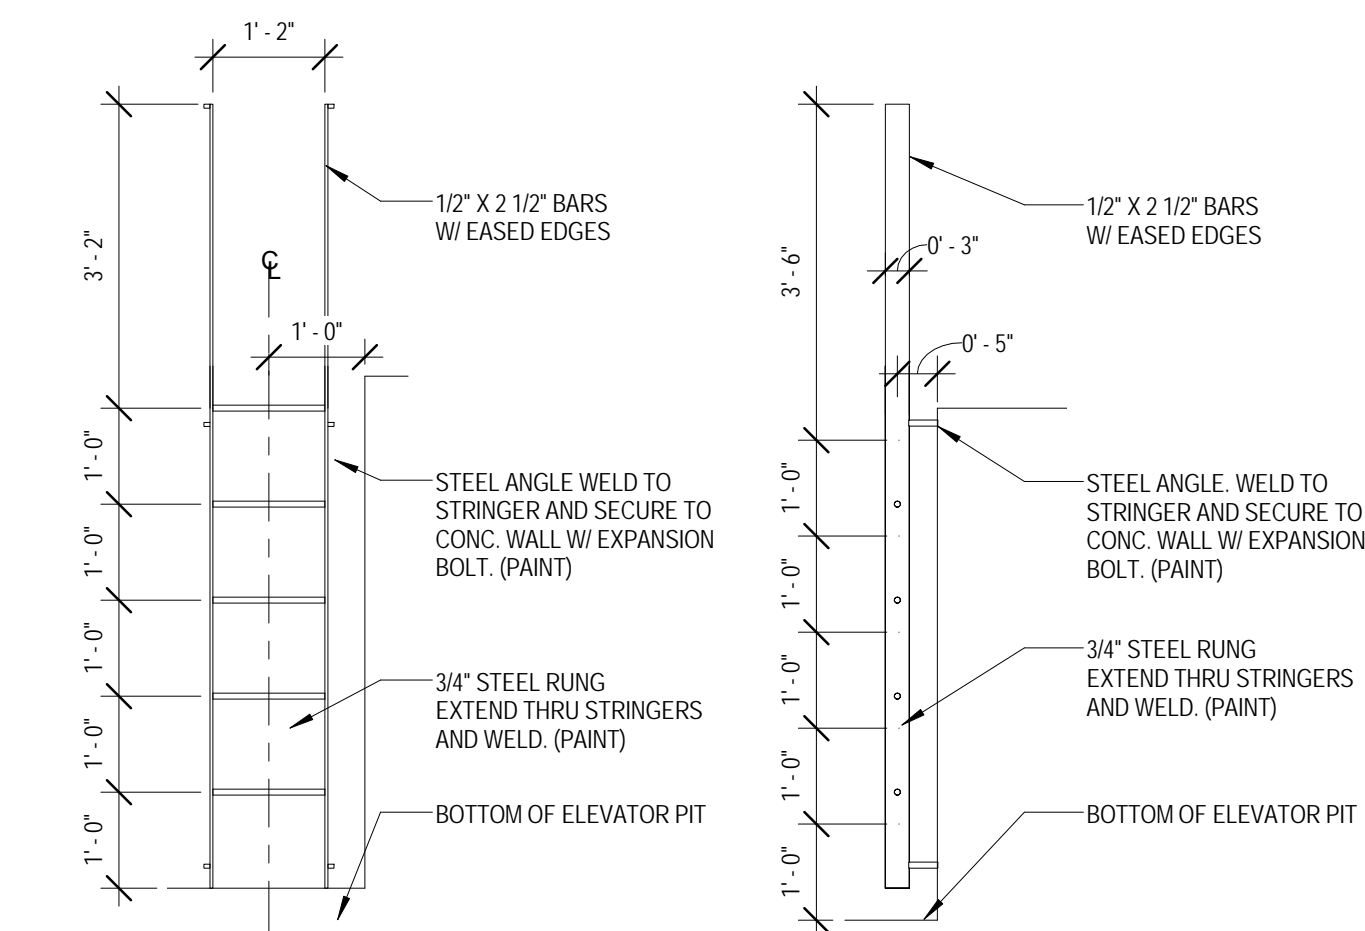 1' - 2"
3' - 2"
1' - 0"
1' - 0"
1' - 0"
1' - 0"
1' - 0"
CL
1' - 0"
1/2" X 2 1/2" BARS
W/ EASED EDGES
STEEL ANGLE WELD TO
STRINGER AND SECURE TO
CONC. WALL W/ EXPANSION
BOLT. (PAINT)
3/4" STEEL RUNG
EXTEND THRU STRINGERS
AND WELD. (PAINT)
BOTTOM OF ELEVATOR PIT
3' - 6"
1' - 0"
1' - 0"
1' - 0"
1' - 0"
1' - 0"
0' - 3"
0' - 5"
1/2" X 2 1/2" BARS
W/ EASED EDGES
STEEL ANGLE. WELD TO
STRINGER AND SECURE TO
CONC. WALL W/ EXPANSION
BOLT. (PAINT)
3/4" STEEL RUNG
EXTEND THRU STRINGERS
AND WELD. (PAINT)
BOTTOM OF ELEVATOR PIT